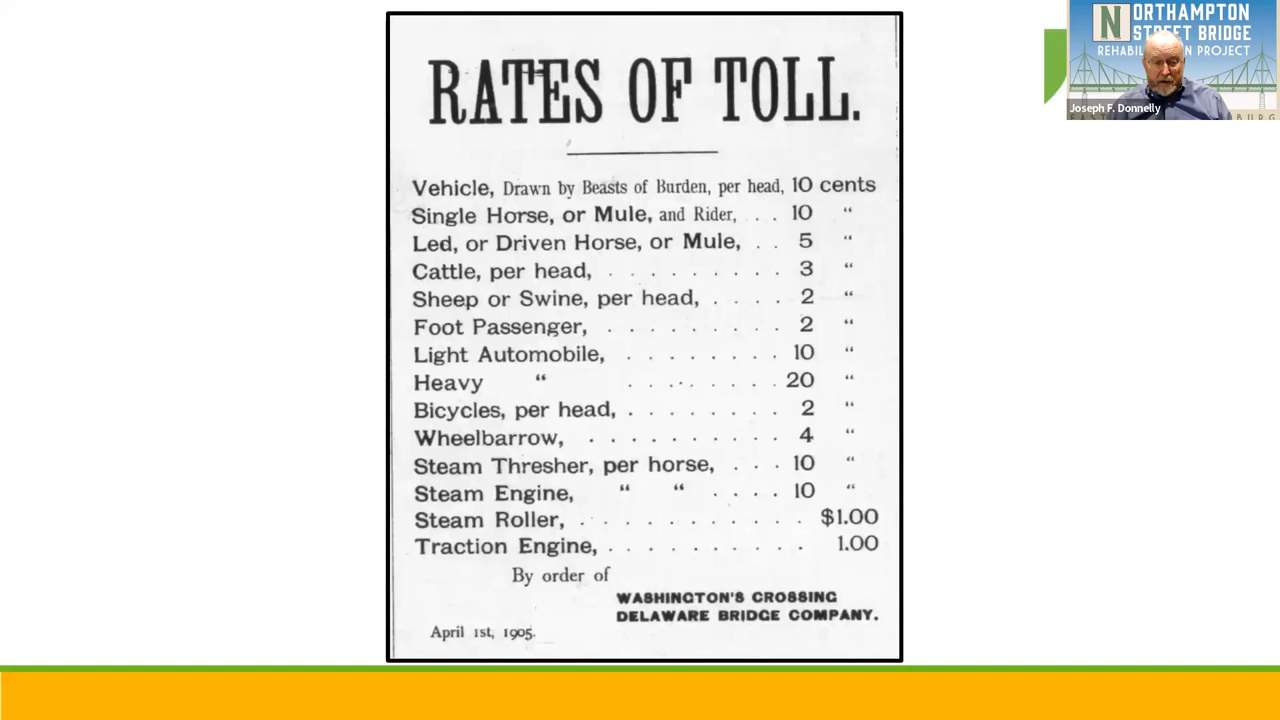 RATES OF TOLL.
Vehicle, Drawn by Beasts of Burden, per head, 10 cents
Single Horse, or Mule, and Rider, . . 10 “
Led, or Driven Horse, or Mule, . . 5 “
Cattle, per head, . . . . . . . . . 3 “
Sheep or Swine, per head, . . . . 2 “
Foot Passenger, . . . . . . . . . 2 “
Light Automobile, . . . . . . . . 10 “
Heavy “ . . . . . . . . 20 “
Bicycles, per head, . . . . . . . . 2 “
Wheelbarrow, . . . . . . . . . . 4 “
Steam Thresher, per horse, . . . 10 “
Steam Engine, “ “ . . . . 10 “
Steam Roller, . . . . . . . . . . . $1.00
Traction Engine, . . . . . . . . . . 1.00
By order of
WASHINGTON'S CROSSING
DELAWARE BRIDGE COMPANY.
April 1st, 1905.
N ORTHAMPTON
STREET BRIDGE
PROJECT
Joseph F. Donnelly